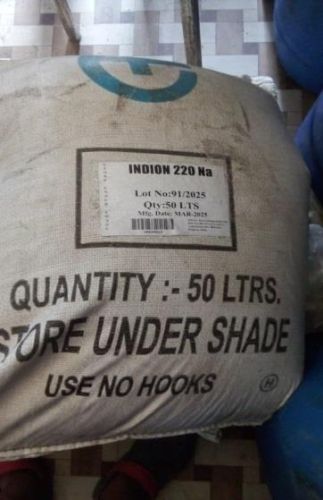 INDION 220 Na
Lot No:91/2025
Qty:50 LTS
Mfg. Date: MAR-2025
QUANTITY :- 50 LTRS.
STORE UNDER SHADE
USE NO HOOKS
H